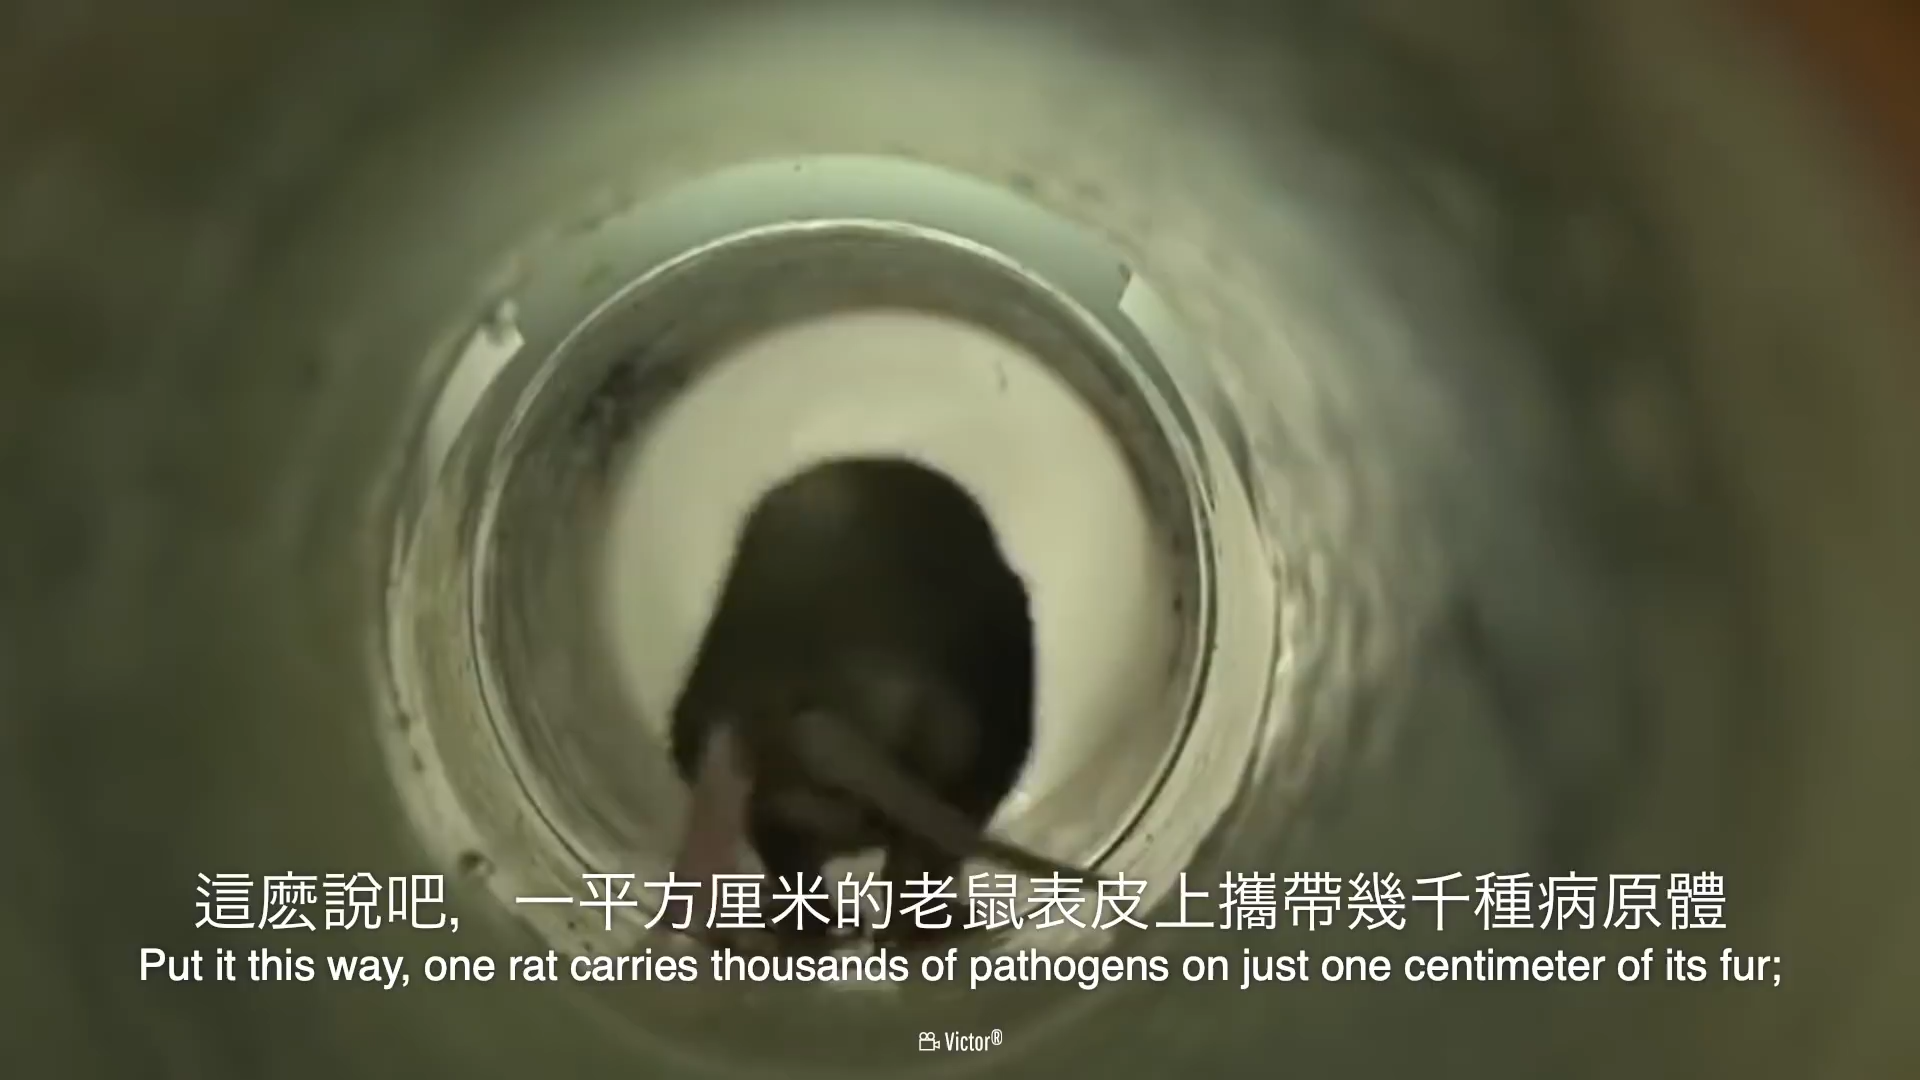 這麽說吧, 一平方厘米的老鼠表皮上攜帶幾千種病原體
Put it this way, one rat carries thousands of pathogens on just one centimeter of its fur;
Victor®